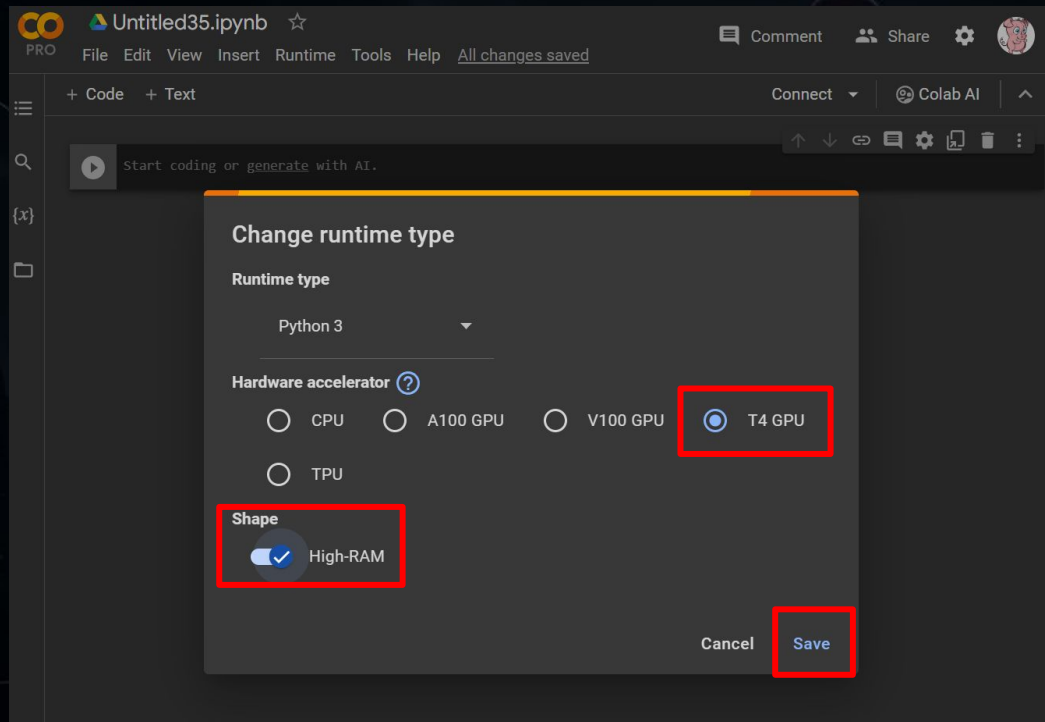 CO Untitled35.ipynb
PRO File Edit View Insert Runtime Tools Help All changes saved
Comment Share
+ Code + Text Connect Colab AI
Start coding or generate with AI.
{x}
Change runtime type
Runtime type
Python 3
Hardware accelerator ?
CPU A100 GPU V100 GPU T4 GPU
TPU
Shape
High-RAM
Cancel Save